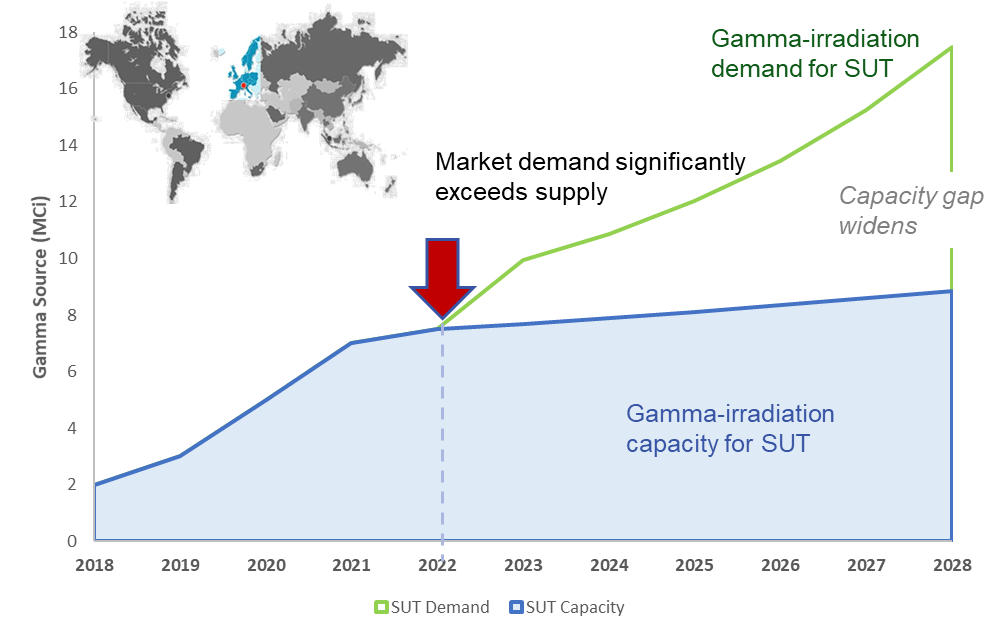 Gamma-irradiation
demand for SUT
Market demand significantly
exceeds supply
Capacity gap
widens
Gamma-irradiation
capacity for SUT
Gamma Source (MCi)
18
16
14
12
10
8
6
4
2
0
2018 2019 2020 2021 2022 2023 2024 2025 2026 2027 2028
SUT Demand SUT Capacity